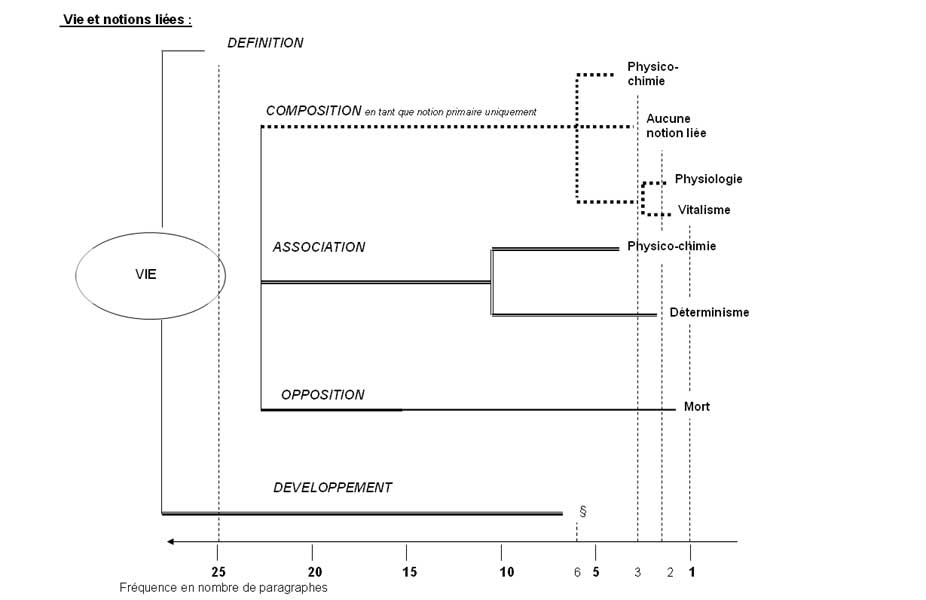 Vie et notions liées :
DEFINITION
Physico-
chimie
COMPOSITION en tant que notion primaire uniquement
Aucune
notion liée
Physiologie
Vitalisme
ASSOCIATION
Physico-chimie
VIE
Déterminisme
OPPOSITION
Mort
DEVELOPPEMENT
§
25 20 15 10 6 5 3 2 1
Fréquence en nombre de paragraphes